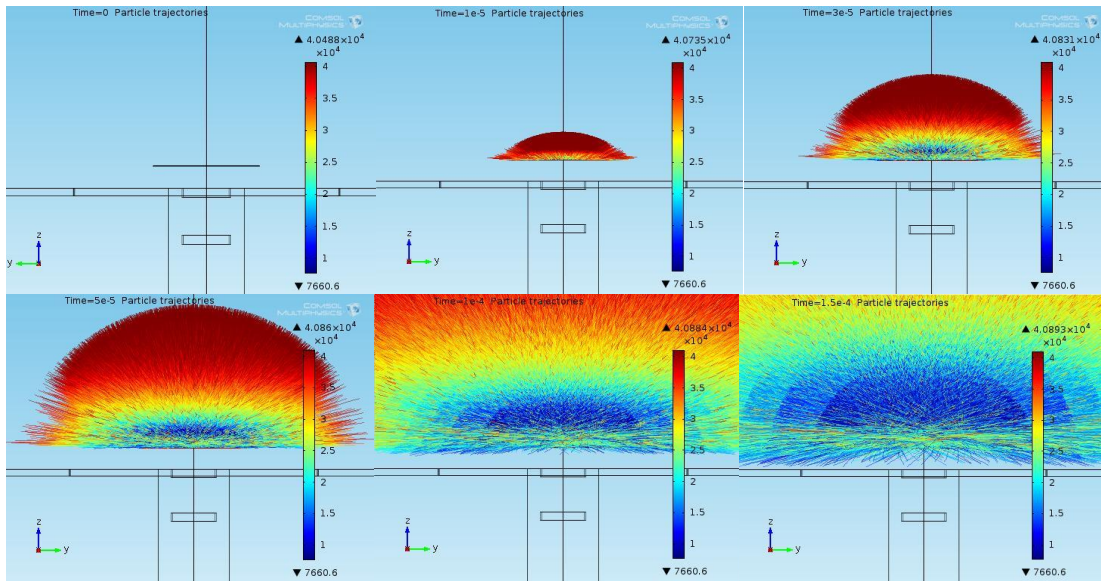 Time=0 Particle trajectories
COMSOL
MULTIPHYSICS
▲ 4.0488×10⁴
×10⁴
4
3.5
3
2.5
2
1.5
1
▼ 7660.6
z
y
Time=1e-5 Particle trajectories
COMSOL
MULTIPHYSICS
▲ 4.0735×10⁴
×10⁴
4
3.5
3
2.5
2
1.5
1
▼ 7660.6
z
y
Time=3e-5 Particle trajectories
COMSOL
MULTIPHYSICS
▲ 4.0831×10⁴
×10⁴
4
3.5
3
2.5
2
1.5
1
▼ 7660.6
z
y
Time=5e-5 Particle trajectories
COMSOL
MULTIPHYSICS
▲ 4.086×10⁴
×10⁴
4
3.5
3
2.5
2
1.5
1
▼ 7660.6
z
y
Time=1e-4 Particle trajectories
▲ 4.0884×10⁴
×10⁴
4
3.5
3
2.5
2
1.5
1
▼ 7660.6
z
y
Time=1.5e-4 Particle trajectories
▲ 4.0893×10⁴
×10⁴
4
3.5
3
2.5
2
1.5
1
▼ 7660.6
z
y